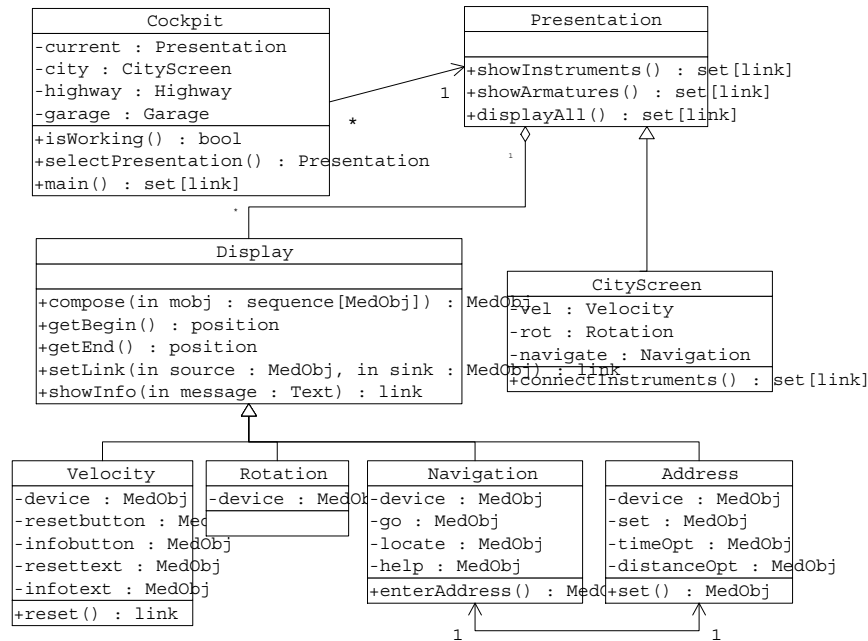 Cockpit
-current : Presentation
-city : CityScreen
-highway : Highway
-garage : Garage
+isWorking() : bool
+selectPresentation() : Presentation
+main() : set[link]
Presentation
+showInstruments() : set[link]
+showArmatures() : set[link]
+displayAll() : set[link]
1
*
1
*
Display
+compose(in mobj : sequence[MedObj]) : MedObj
+getBegin() : position
+getEnd() : position
+setLink(in source : MedObj, in sink : MedObj) : link
+showInfo(in message : Text) : link
CityScreen
-vel : Velocity
-rot : Rotation
-navigate : Navigation
+connectInstruments() : set[link]
Velocity
-device : MedObj
-resetbutton : Med
-infobutton : MedObj
-resettext : MedObj
-infotext : MedObj
+reset() : link
Rotation
-device : MedObj
Navigation
-device : MedObj
-go : MedObj
-locate : MedObj
-help : MedObj
+enterAddress() : MedO
Address
-device : MedObj
-set : MedObj
-timeOpt : MedObj
-distanceOpt : MedObj
+set() : MedObj
1
1